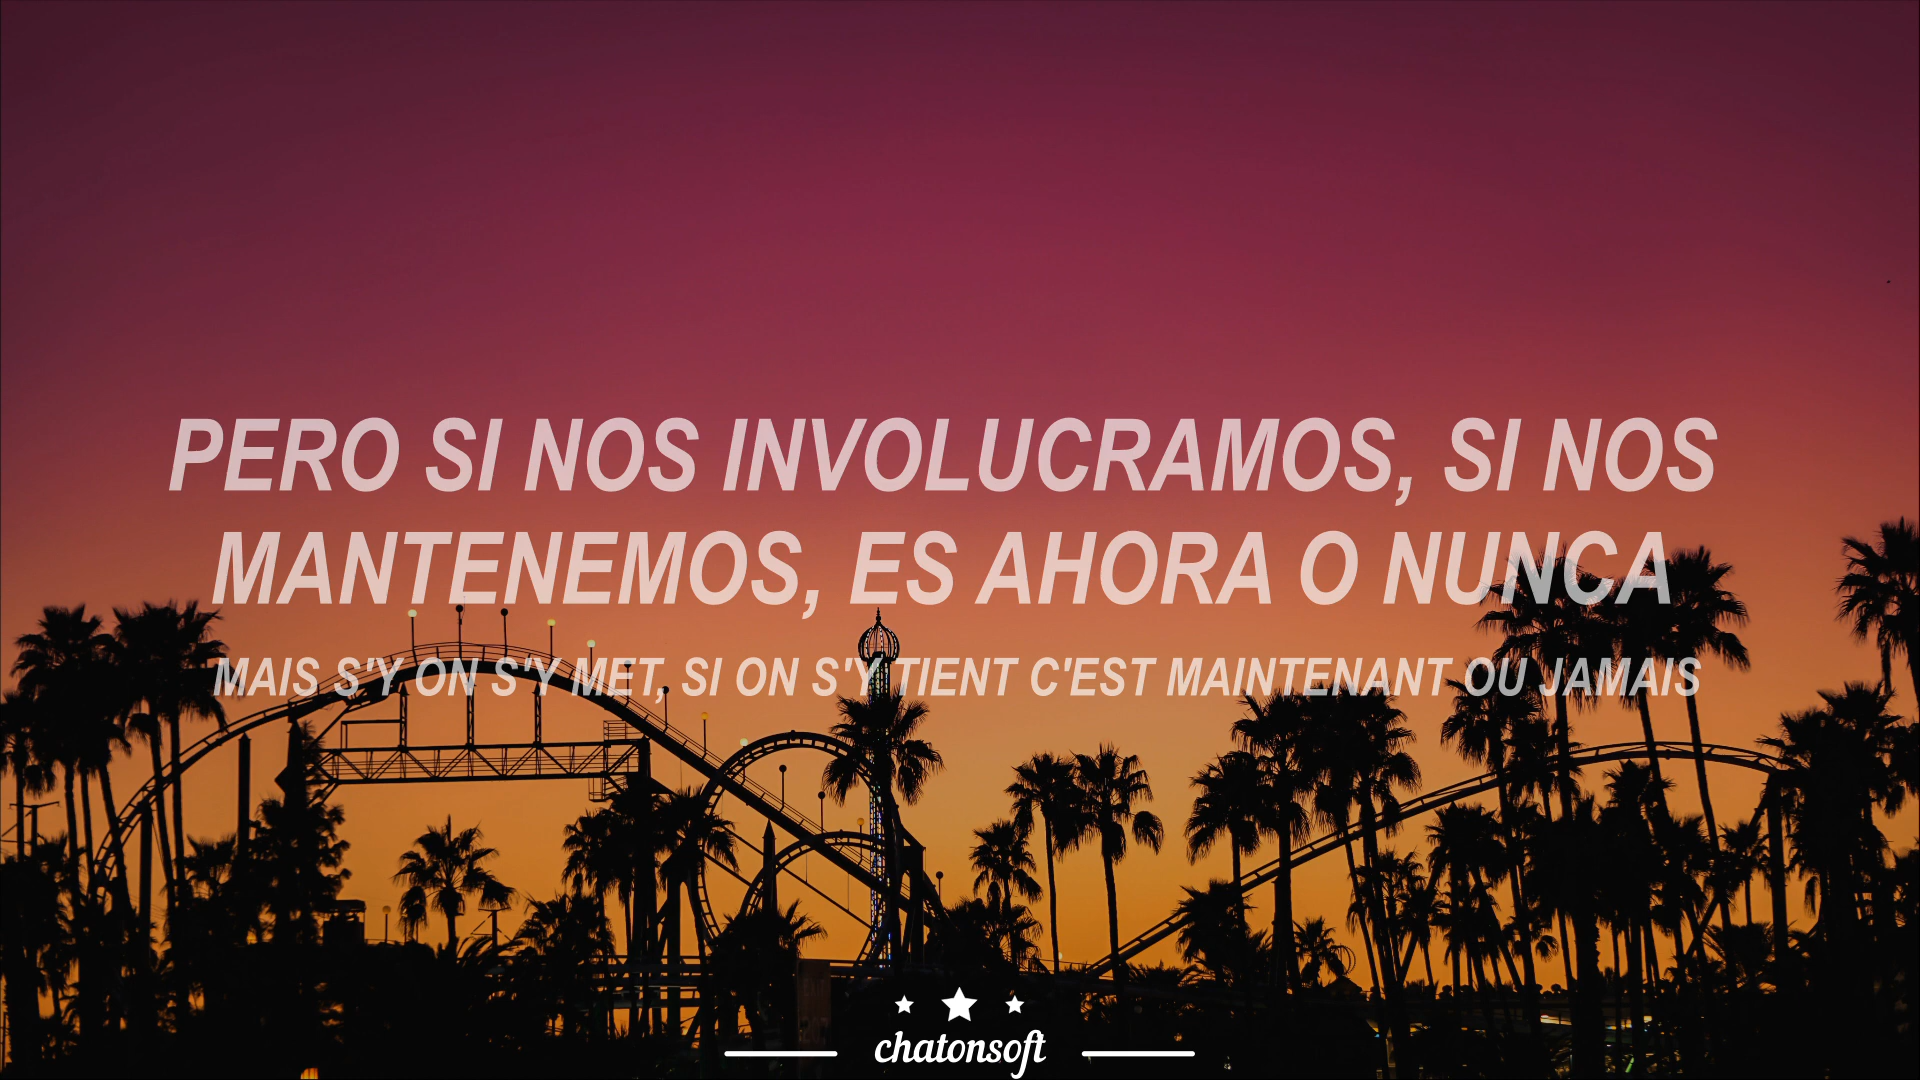 PERO SI NOS INVOLUCRAMOS, SI NOS
MANTENEMOS, ES AHORA O NUNCA
MAIS S'Y ON S'Y MET, SI ON S'Y TIENT C'EST MAINTENANT OU JAMAIS
chatonsoft